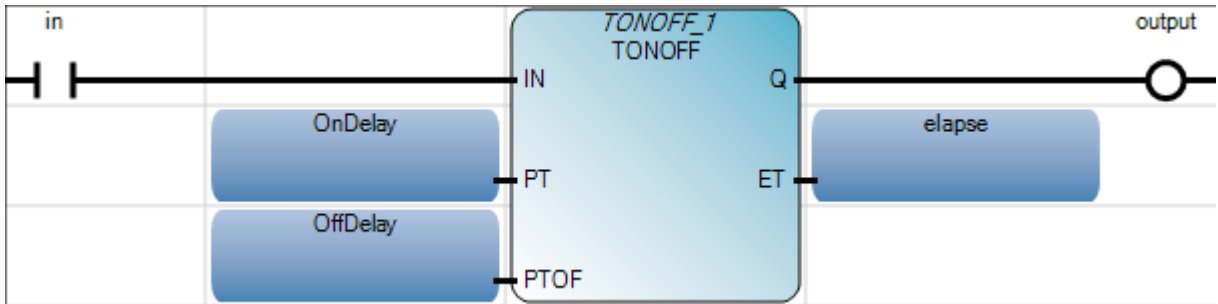 in
TONOFF_1
output
TONOFF
IN
Q
OnDelay
elapse
PT
ET
OffDelay
PTOF